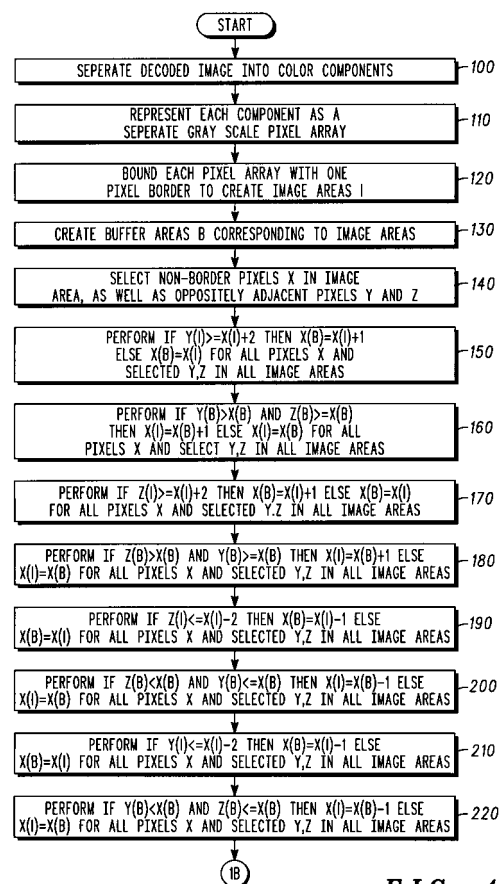 START
SEPERATE DECODED IMAGE INTO COLOR COMPONENTS
100
REPRESENT EACH COMPONENT AS A
SEPERATE GRAY SCALE PIXEL ARRAY
110
BOUND EACH PIXEL ARRAY WITH ONE
PIXEL BORDER TO CREATE IMAGE AREAS I
120
CREATE BUFFER AREAS B CORRESPONDING TO IMAGE AREAS
130
SELECT NON-BORDER PIXELS X IN IMAGE
AREA, AS WELL AS OPPOSITELY ADJACENT PIXELS Y AND Z
140
PERFORM IF Y(I)>=X(I)+2 THEN X(B)=X(I)+1
ELSE X(B)=X(I) FOR ALL PIXELS X AND
SELECTED Y,Z IN ALL IMAGE AREAS
150
PERFORM IF Y(B)>X(B) AND Z(B)>=X(B)
THEN X(I)=X(B)+1 ELSE X(I)=X(B) FOR ALL
PIXELS X AND SELECT Y,Z IN ALL IMAGE AREAS
160
PERFORM IF Z(I)>=X(I)+2 THEN X(B)=X(I)+1 ELSE X(B)=X(I)
FOR ALL PIXELS X AND SELECTED Y.Z IN ALL IMAGE AREAS
170
PERFORM IF Z(B)>X(B) AND Y(B)>=X(B) THEN X(I)=X(B)+1 ELSE
X(I)=X(B) FOR ALL PIXELS X AND SELECTED Y,Z IN ALL IMAGE AREAS
180
PERFORM IF Z(I)<=X(I)-2 THEN X(B)=X(I)-1 ELSE
X(B)=X(I) FOR ALL PIXELS X AND SELECTED Y,Z IN ALL IMAGE AREAS
190
PERFORM IF Z(B)<X(B) AND Y(B)<=X(B) THEN X(I)=X(B)-1 ELSE
X(I)=X(B) FOR ALL PIXELS X AND SELECTED Y,Z IN ALL IMAGE AREAS
200
PERFORM IF Y(I)<=X(I)-2 THEN X(B)=X(I)-1 ELSE
X(B)=X(I) FOR ALL PIXELS X AND SELECTED Y,Z IN ALL IMAGE AREAS
210
PERFORM IF Y(B)<X(B) AND Z(B)<=X(B) THEN X(I)=X(B)-1 ELSE
X(I)=X(B) FOR ALL PIXELS X AND SELECTED Y,Z IN ALL IMAGE AREAS
220
1B